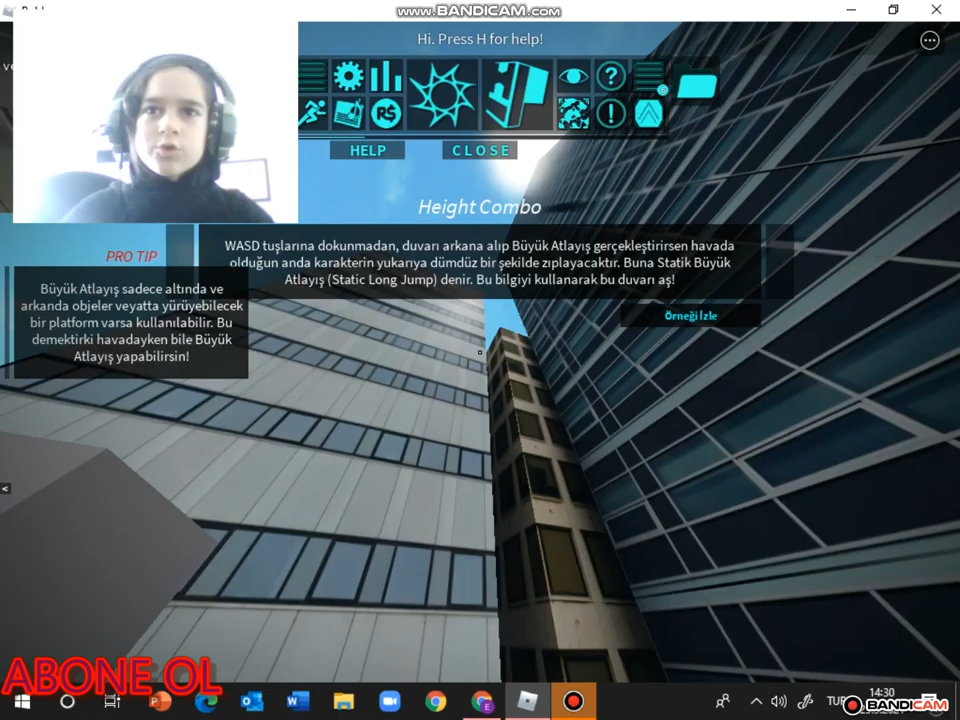 www.BANDICAM.com
Hi. Press H for help!
R$
HELP
CLOSE
Height Combo
WASD tuşlarına dokunmadan, duvarı arkana alıp Büyük Atlayış gerçekleştirirsen havada
olduğun anda karakterin yukarıya dümdüz bir şekilde zıplayacaktır. Buna Statik Büyük
Atlayış (Static Long Jump) denir. Bu bilgiyi kullanarak bu duvarı aş!
Örneği İzle
PRO TIP
Büyük Atlayış sadece altında ve
arkanda objeler veyatta yürüyebilecek
bir platform varsa kullanılabilir. Bu
demektirki havadayken bile Büyük
Atlayış yapabilirsin!
ABONE OL
14:30
BANDICAM